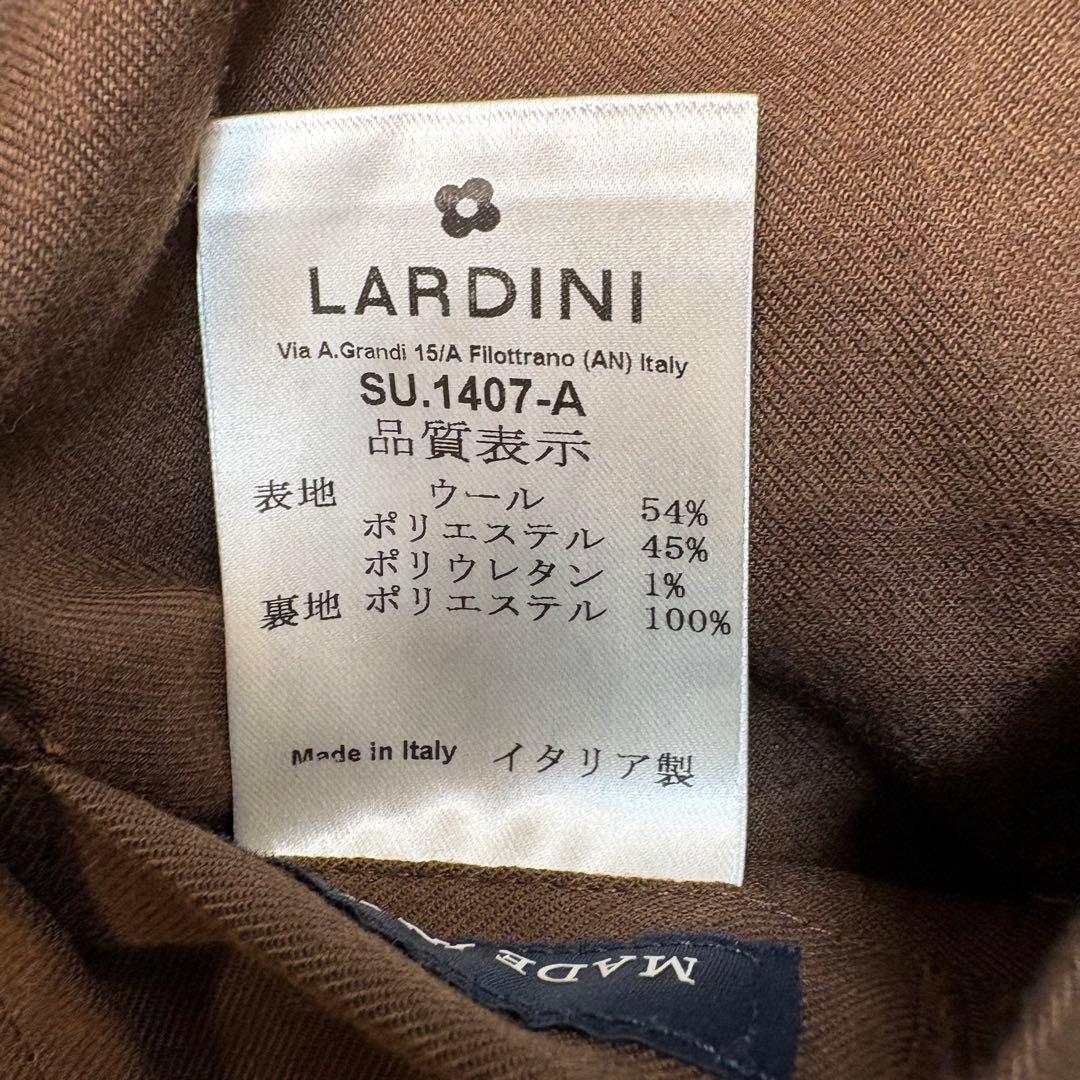 LARDINI
Via A.Grandi 15/A Filottrano (AN) Italy
SU.1407-A
品質表示
表地 ウール 54%
ポリエステル 45%
ポリウレタン 1%
裏地 ポリエステル 100%
Made in Italy イタリア製
MADE